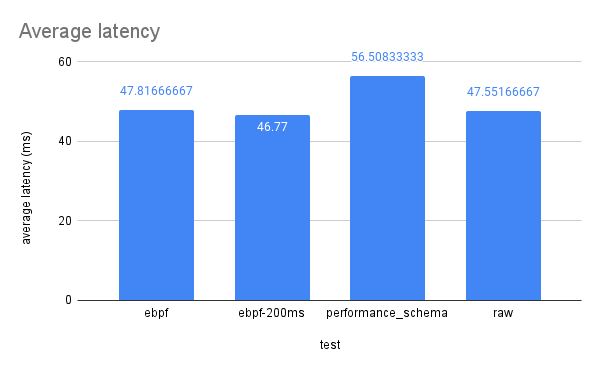 Average latency
average latency (ms)
60
40
20
0
47.81666667
46.77
56.50833333
47.55166667
ebpf
ebpf-200ms
performance_schema
raw
test